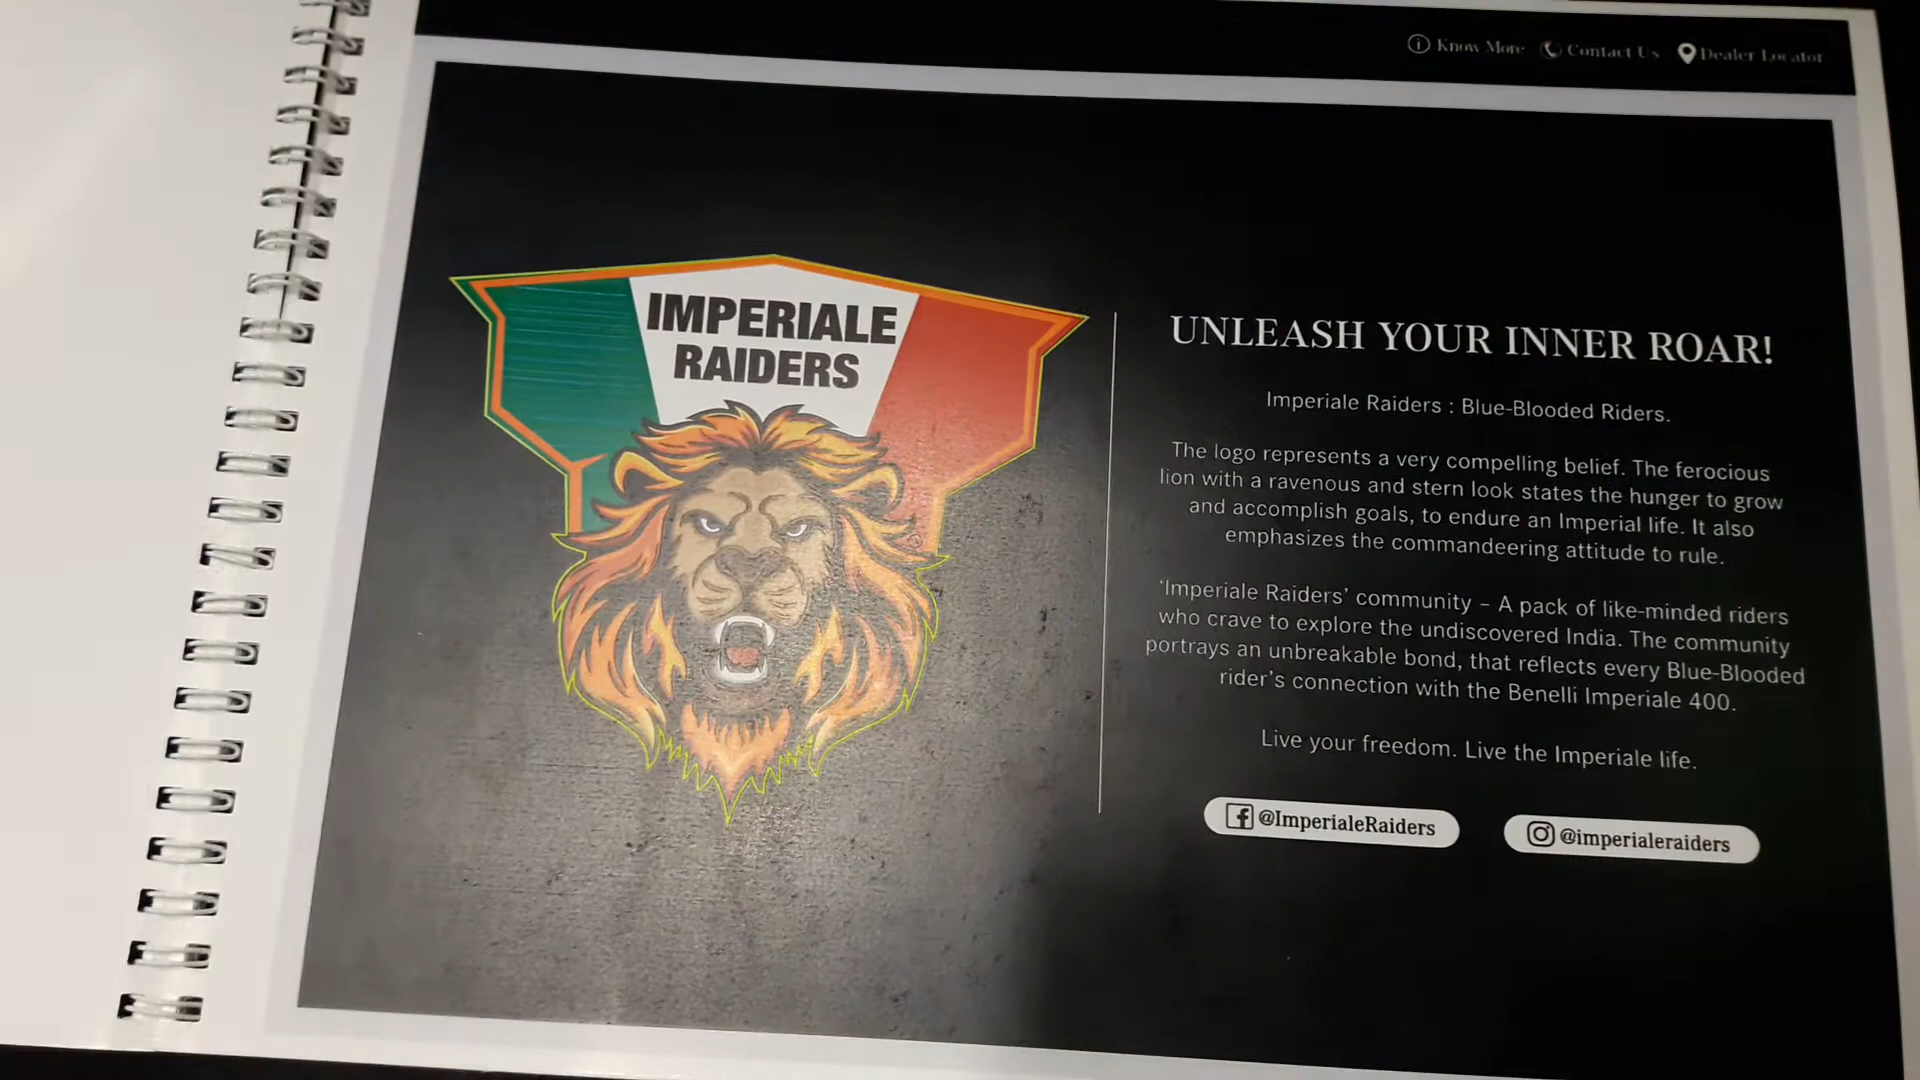 Know More Contact Us Dealer Locator
IMPERIALE
RAIDERS
UNLEASH YOUR INNER ROAR!
Imperiale Raiders : Blue-Blooded Riders.
The logo represents a very compelling belief. The ferocious
lion with a ravenous and stern look states the hunger to grow
and accomplish goals, to endure an Imperial life. It also
emphasizes the commandeering attitude to rule.
‘Imperiale Raiders’ community – A pack of like-minded riders
who crave to explore the undiscovered India. The community
portrays an unbreakable bond, that reflects every Blue-Blooded
rider’s connection with the Benelli Imperiale 400.
Live your freedom. Live the Imperiale life.
@ImperialeRaiders @imperialeraiders